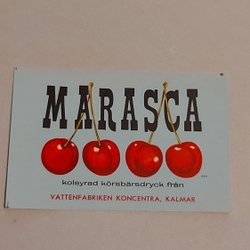 MARASCA
kolsyrad körsbärsdryck från
VATTENFABRIKEN KONCENTRA, KALMAR